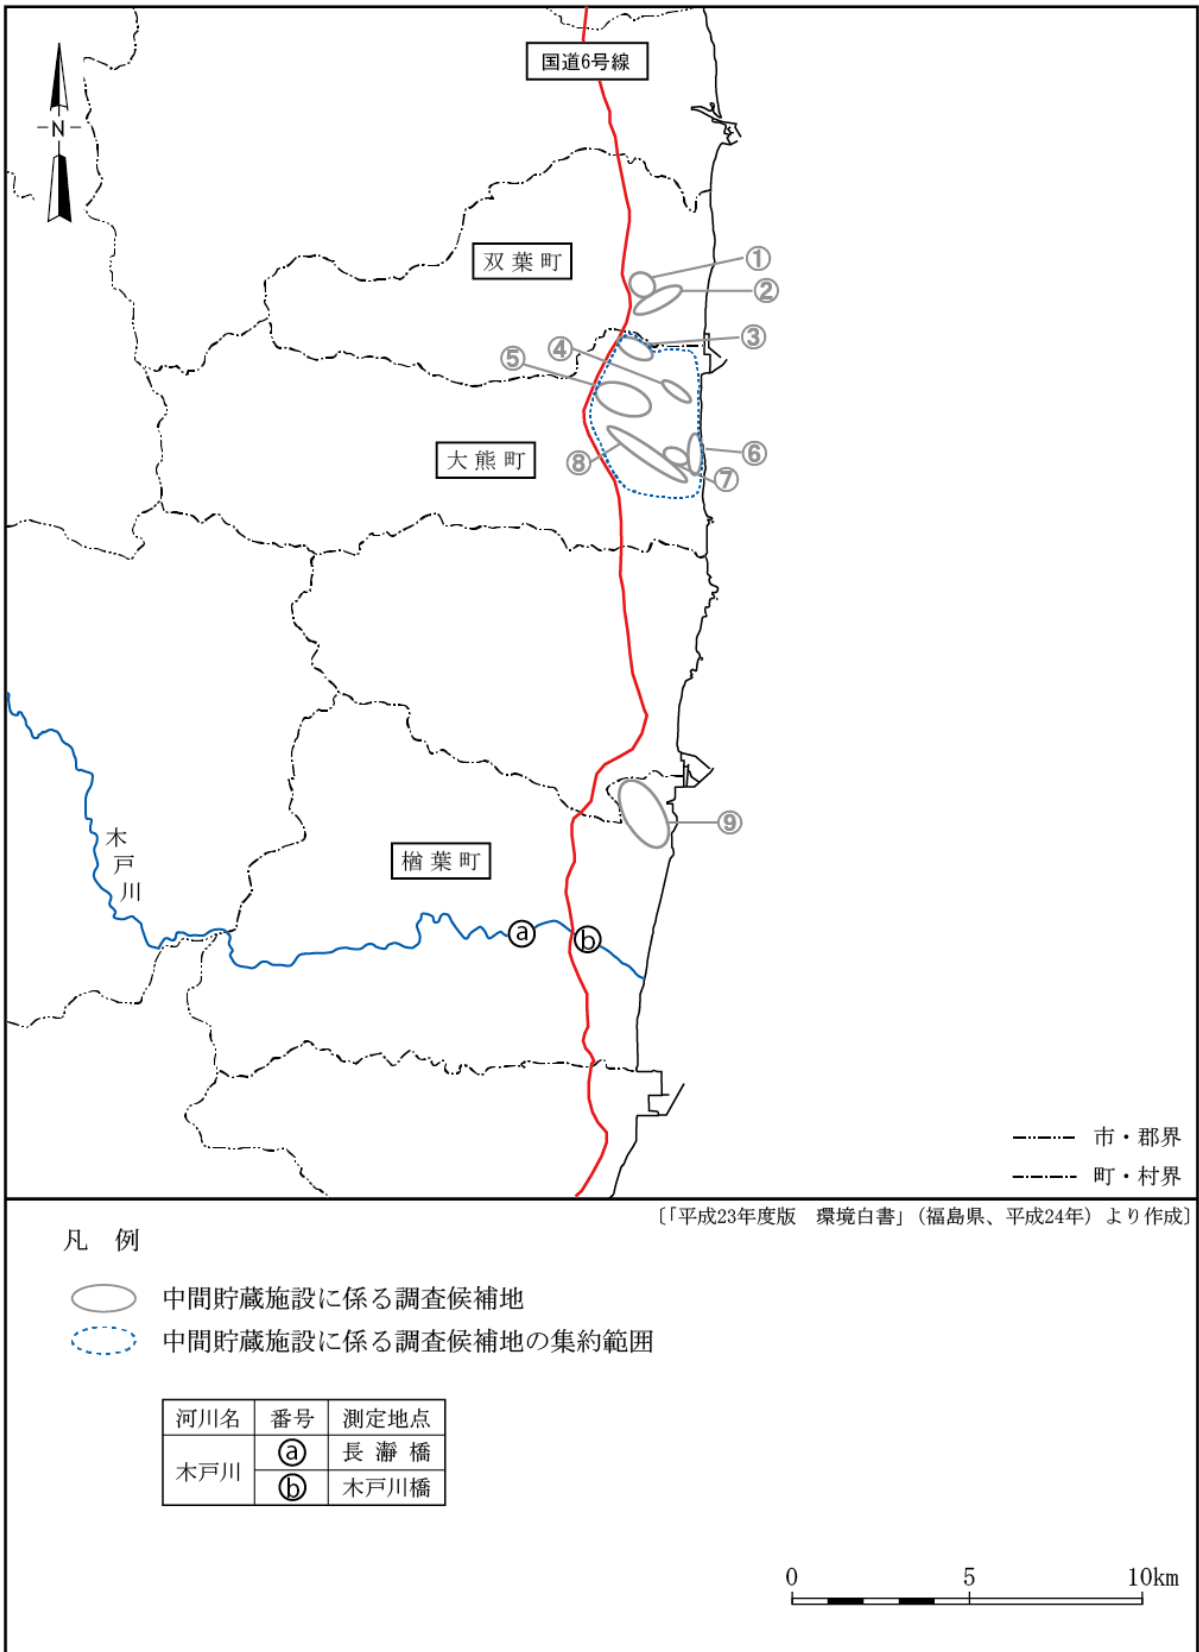 国道6号線
N
双葉町
①
②
③
④
⑤
大熊町
⑥
⑧
⑦
⑨
木戸川
楢葉町
ⓐ
ⓑ
市・郡界
町・村界
〔「平成23年度版　環境白書」（福島県、平成24年）より作成〕
凡　例
中間貯蔵施設に係る調査候補地
中間貯蔵施設に係る調査候補地の集約範囲
河川名 番号 測定地点
木戸川 ⓐ 長瀞橋
ⓑ 木戸川橋
0 5 10km